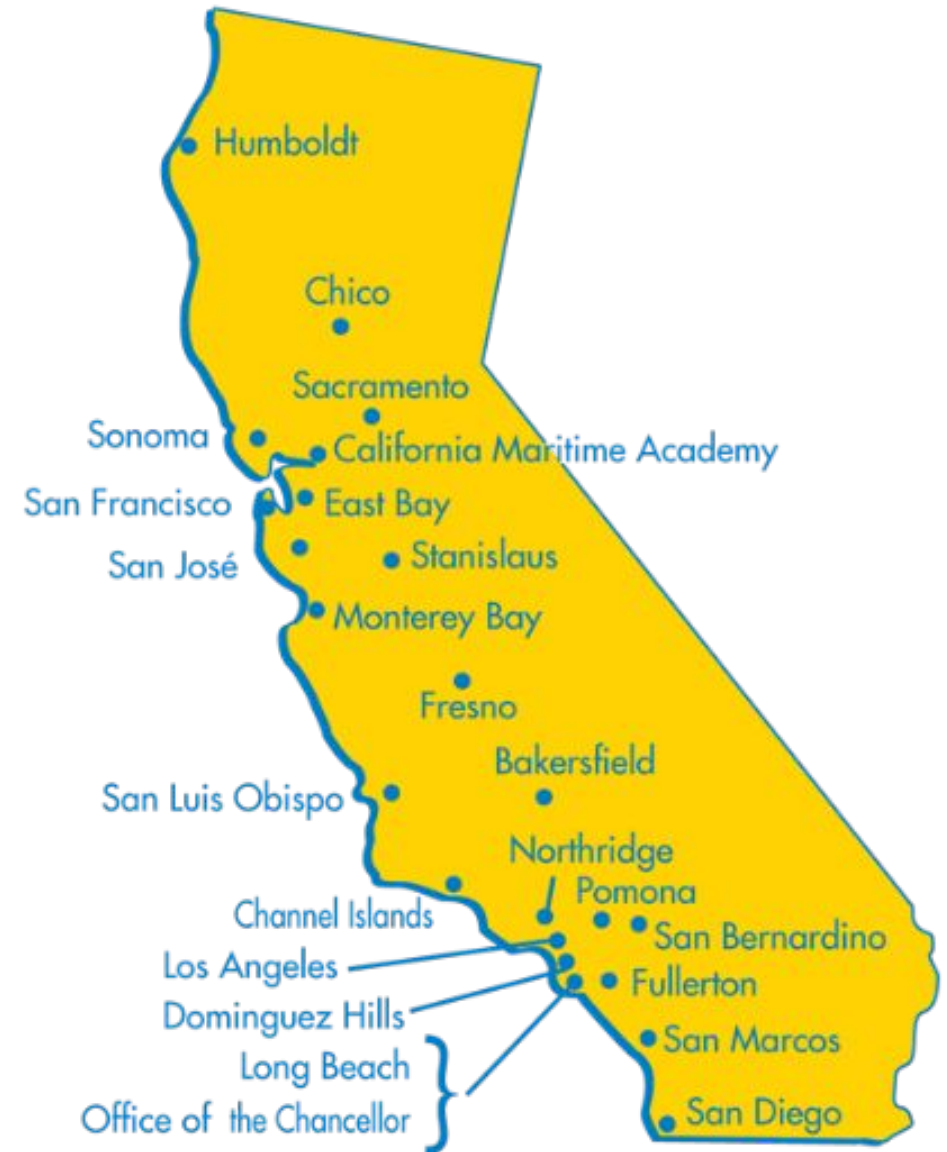 Humboldt
Chico
Sacramento
Sonoma
California Maritime Academy
San Francisco
East Bay
San José
Stanislaus
Monterey Bay
Fresno
Bakersfield
San Luis Obispo
Northridge
Pomona
Channel Islands
San Bernardino
Los Angeles
Fullerton
Dominguez Hills
San Marcos
Long Beach
Office of the Chancellor
San Diego